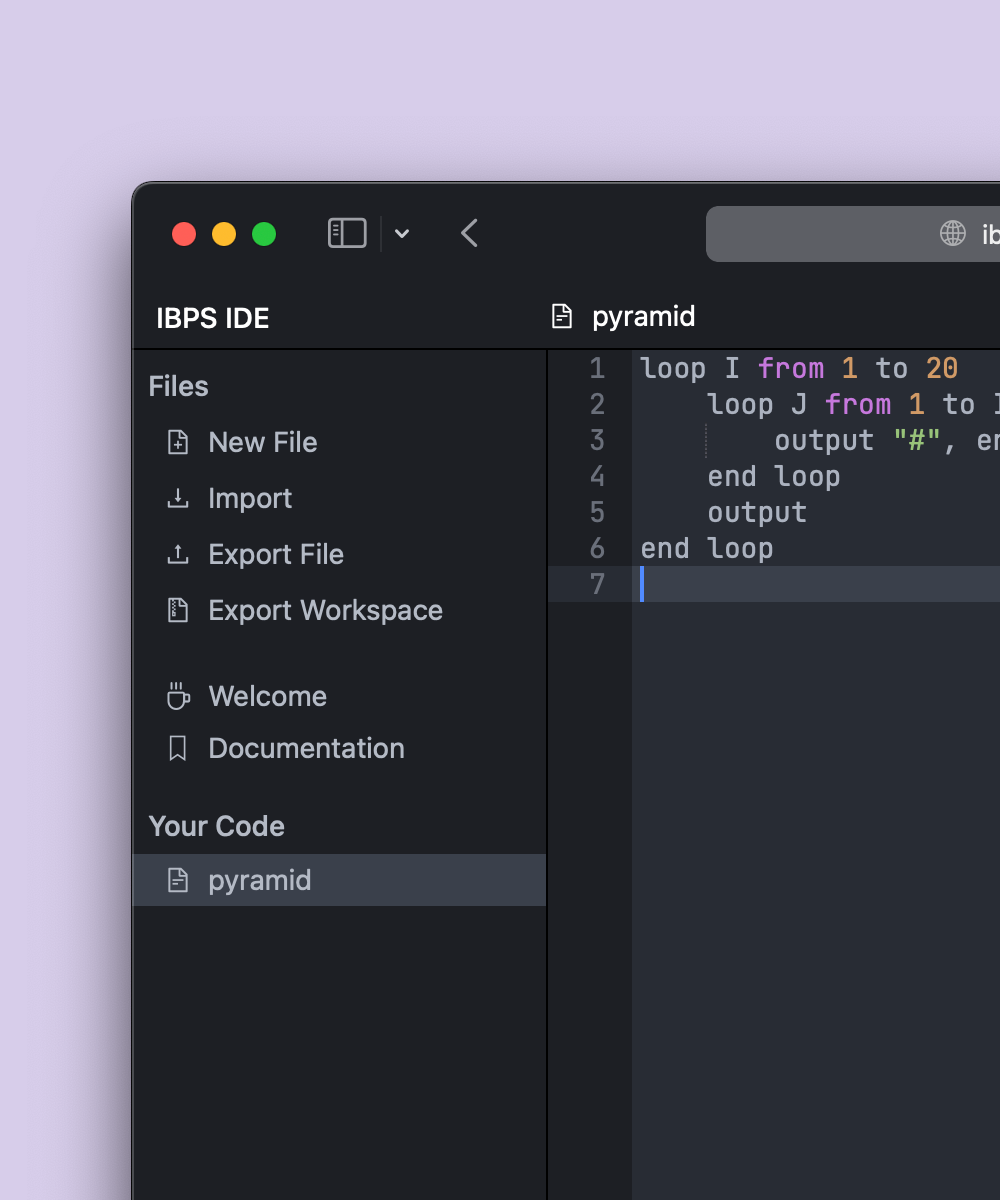 ib
IBPS IDE
pyramid
Files
New File
Import
Export File
Export Workspace
Welcome
Documentation
Your Code
pyramid
1 loop I from 1 to 20
2 loop J from 1 to
3 output "#",
4 end loop
5 output
6 end loop
7